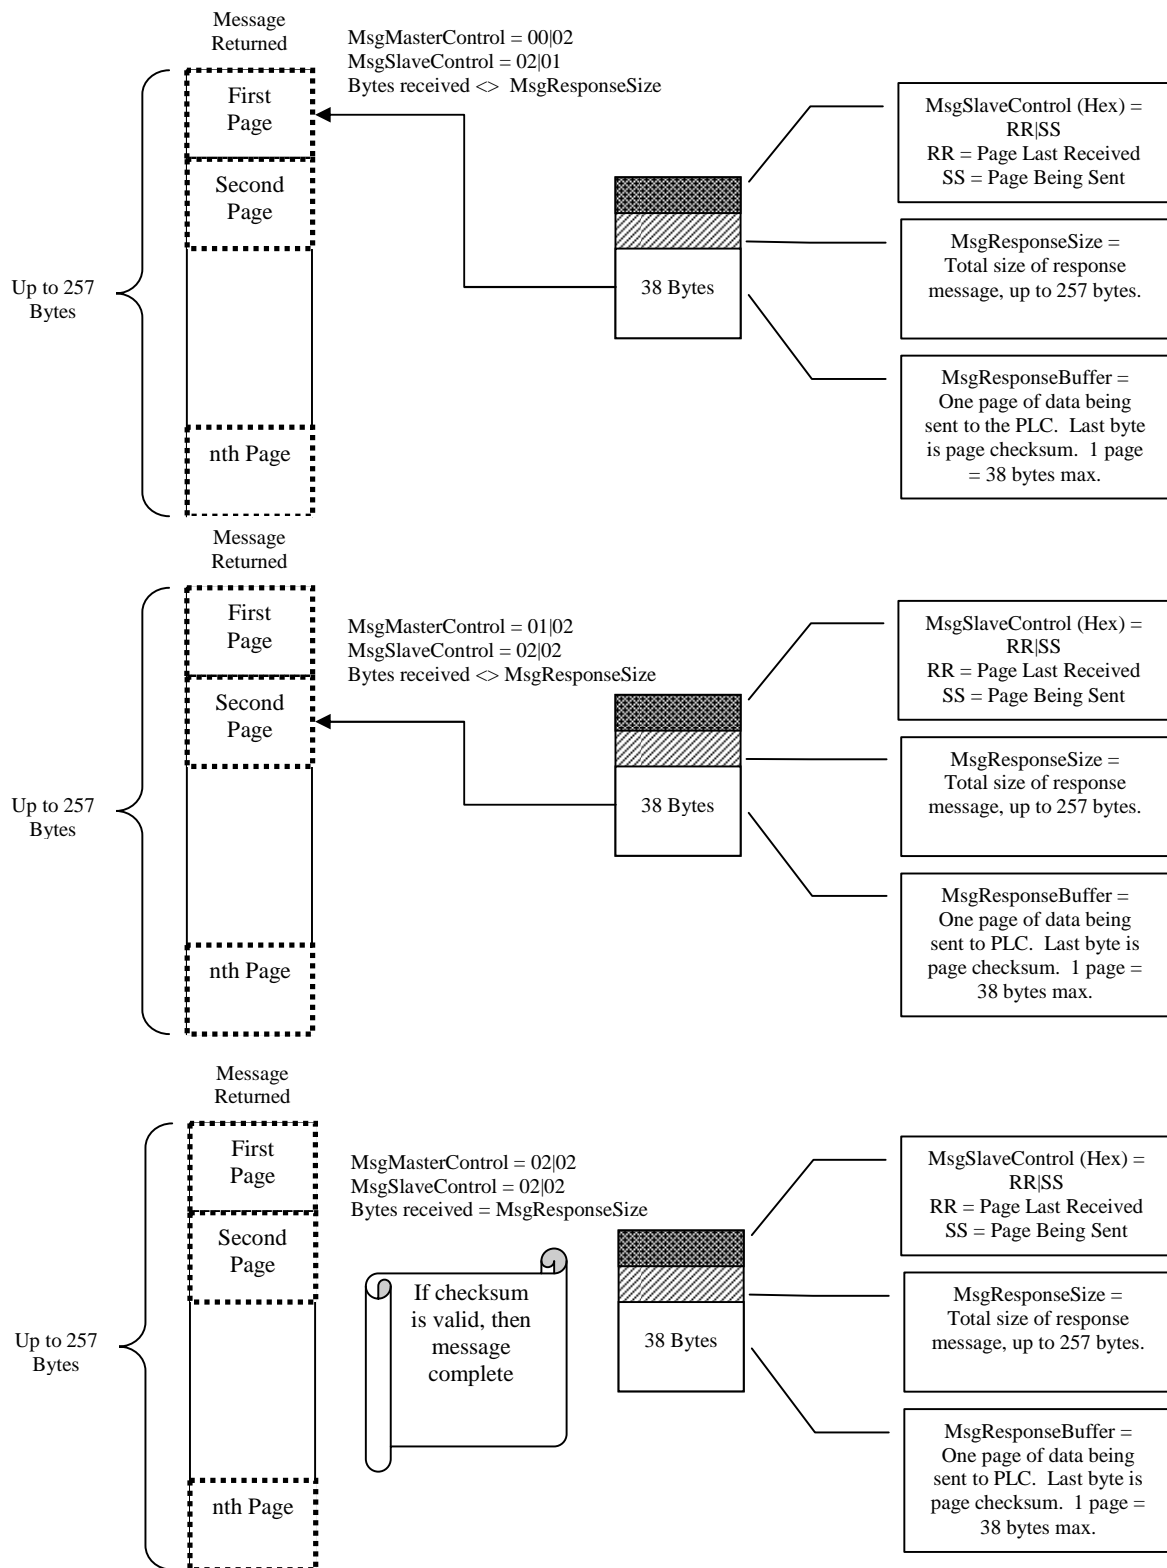 Message
Returned
First
Page
Second
Page
nth Page
Up to 257
Bytes
MsgMasterControl = 00|02
MsgSlaveControl = 02|01
Bytes received <> MsgResponseSize
38 Bytes
MsgSlaveControl (Hex) =
RR|SS
RR = Page Last Received
SS = Page Being Sent
MsgResponseSize =
Total size of response
message, up to 257 bytes.
MsgResponseBuffer =
One page of data being
sent to the PLC. Last byte
is page checksum. 1 page
= 38 bytes max.
Message
Returned
First
Page
Second
Page
nth Page
Up to 257
Bytes
MsgMasterControl = 01|02
MsgSlaveControl = 02|02
Bytes received <> MsgResponseSize
38 Bytes
MsgSlaveControl (Hex) =
RR|SS
RR = Page Last Received
SS = Page Being Sent
MsgResponseSize =
Total size of response
message, up to 257 bytes.
MsgResponseBuffer =
One page of data being
sent to PLC. Last byte is
page checksum. 1 page =
38 bytes max.
Message
Returned
First
Page
Second
Page
nth Page
Up to 257
Bytes
MsgMasterControl = 02|02
MsgSlaveControl = 02|02
Bytes received = MsgResponseSize
If checksum
is valid, then
message
complete
38 Bytes
MsgSlaveControl (Hex) =
RR|SS
RR = Page Last Received
SS = Page Being Sent
MsgResponseSize =
Total size of response
message, up to 257 bytes.
MsgResponseBuffer =
One page of data being
sent to PLC. Last byte is
page checksum. 1 page =
38 bytes max.